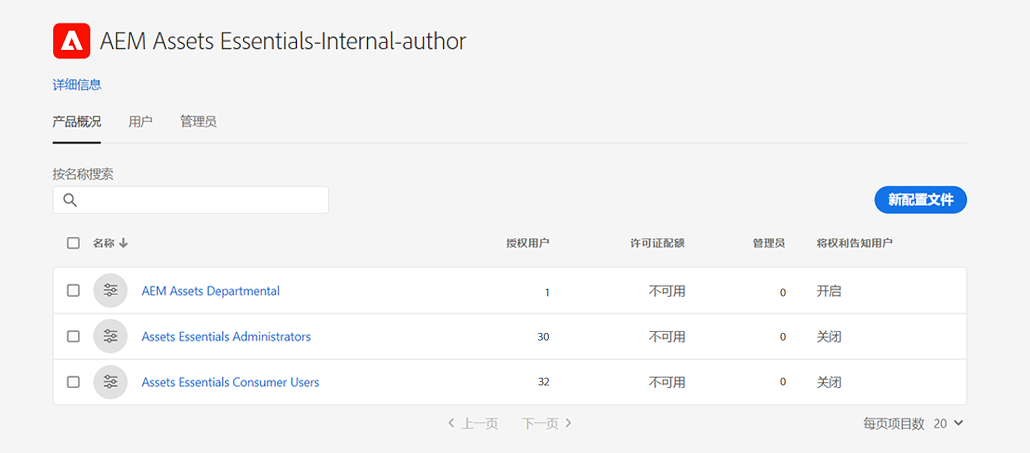 AEM Assets Essentials-Internal-author
详细信息
产品概况 用户 管理员
按名称搜索
新配置文件
名称 授权用户 许可证配额 管理员 将权利告知用户
AEM Assets Departmental 1 不可用 0 开启
Assets Essentials Administrators 30 不可用 0 关闭
Assets Essentials Consumer Users 32 不可用 0 关闭
上一页 下一页 每页项目数 20